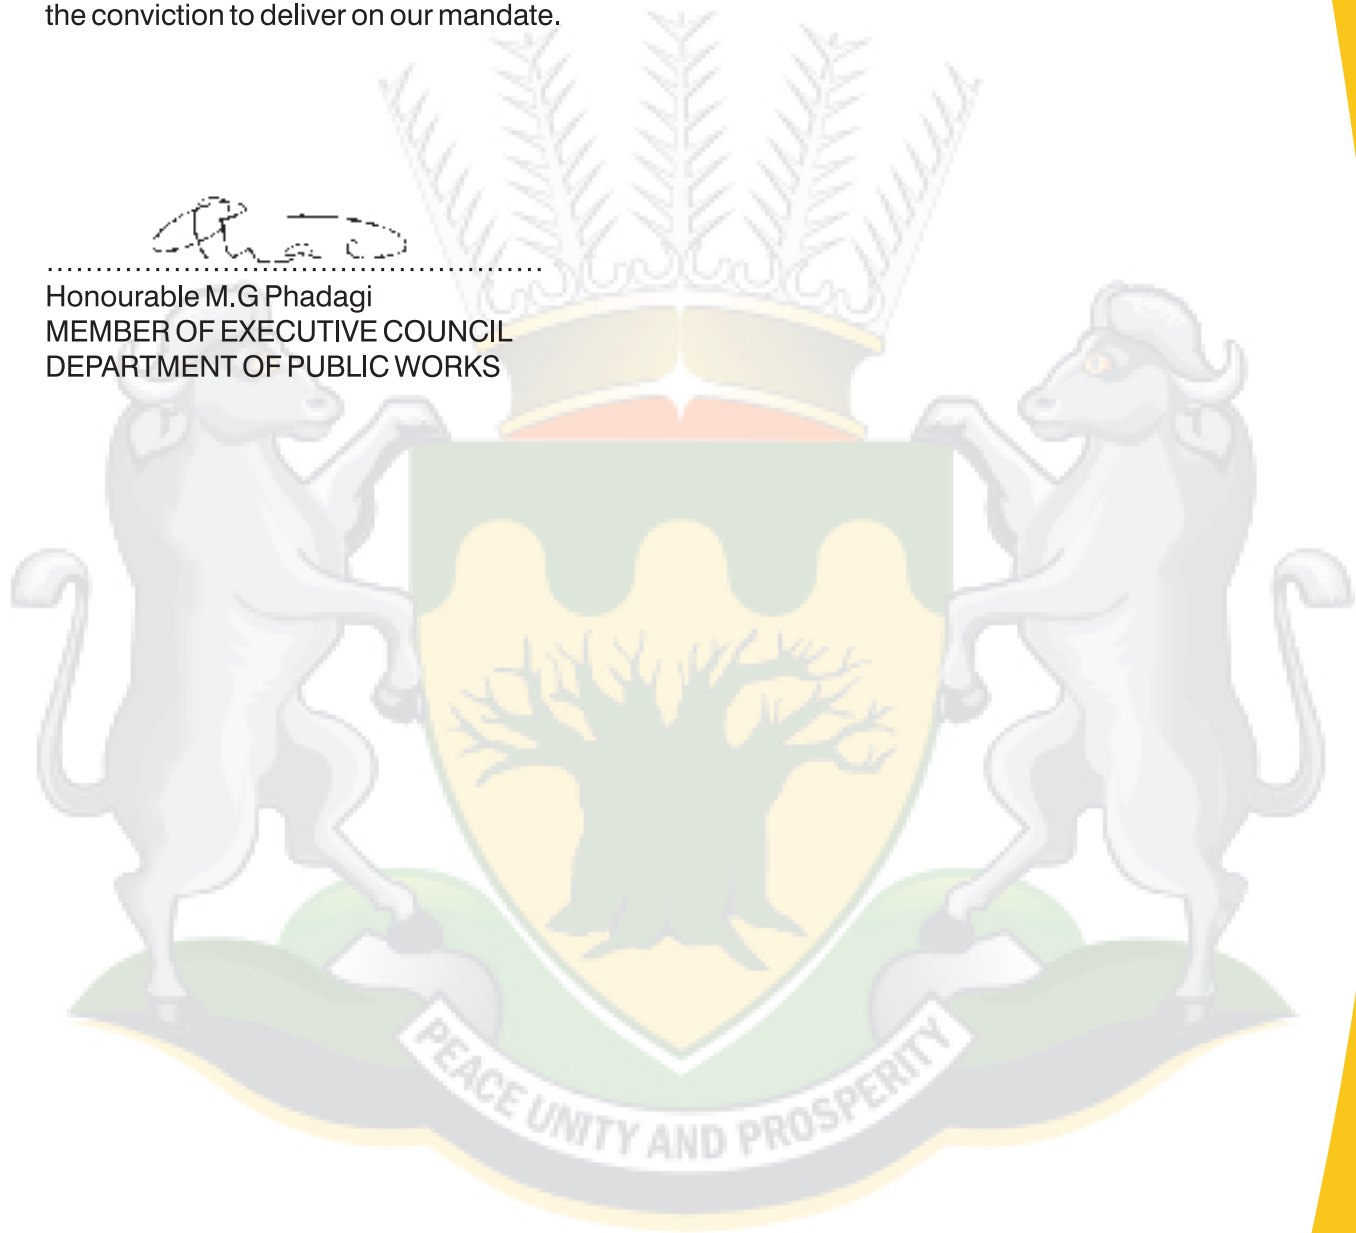 the conviction to deliver on our mandate.
Honourable M.G Phadagi
MEMBER OF EXECUTIVE COUNCIL
DEPARTMENT OF PUBLIC WORKS
PEACE UNITY AND PROSPERITY